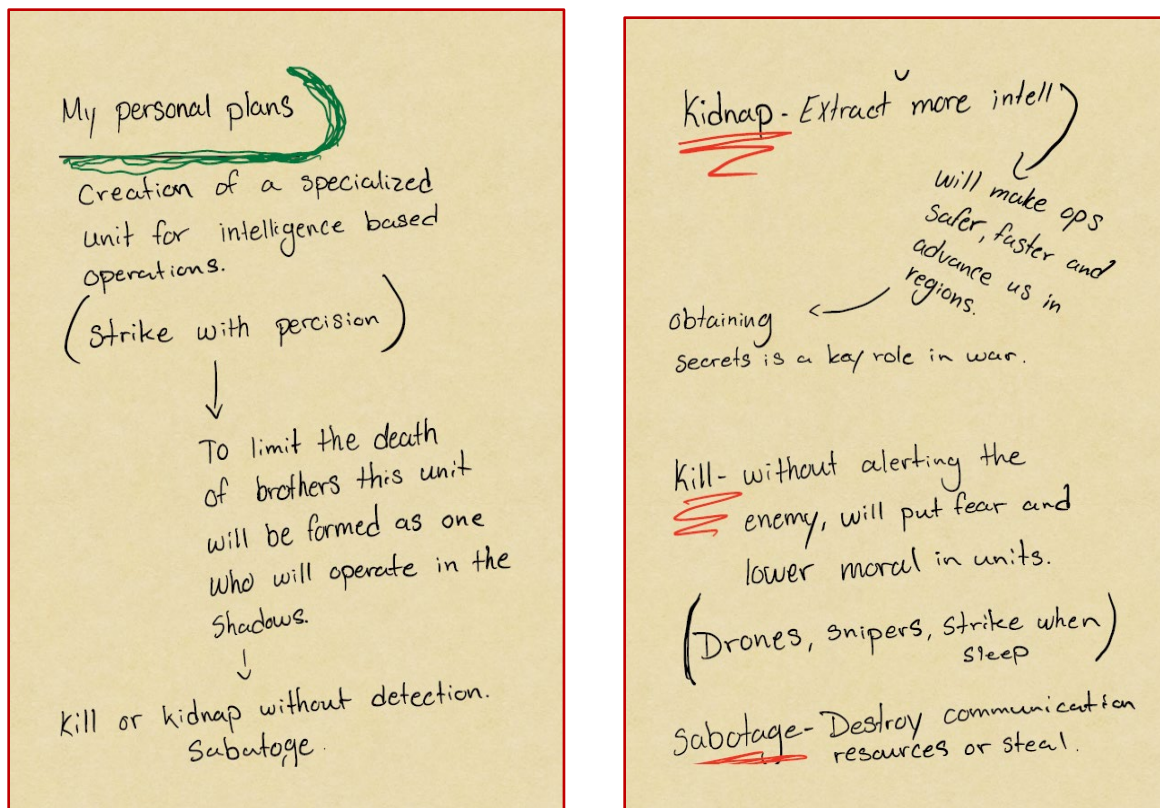 My personal plans
Creation of a specialized
unit for intelligence based
operations.
(Strike with percision)
To limit the death
of brothers this unit
will be formed as one
who will operate in the
shadows.
Kill or kidnap without detection.
Sabatoge.
Kidnap - Extract more intell
will make ops
safer, faster and
advance us in
regions.
obtaining
secrets is a key role in war.
Kill - without alerting the
enemy, will put fear and
lower moral in units.
(Drones, snipers, strike when
sleep)
Sabotage - Destroy communication
resources or steal.